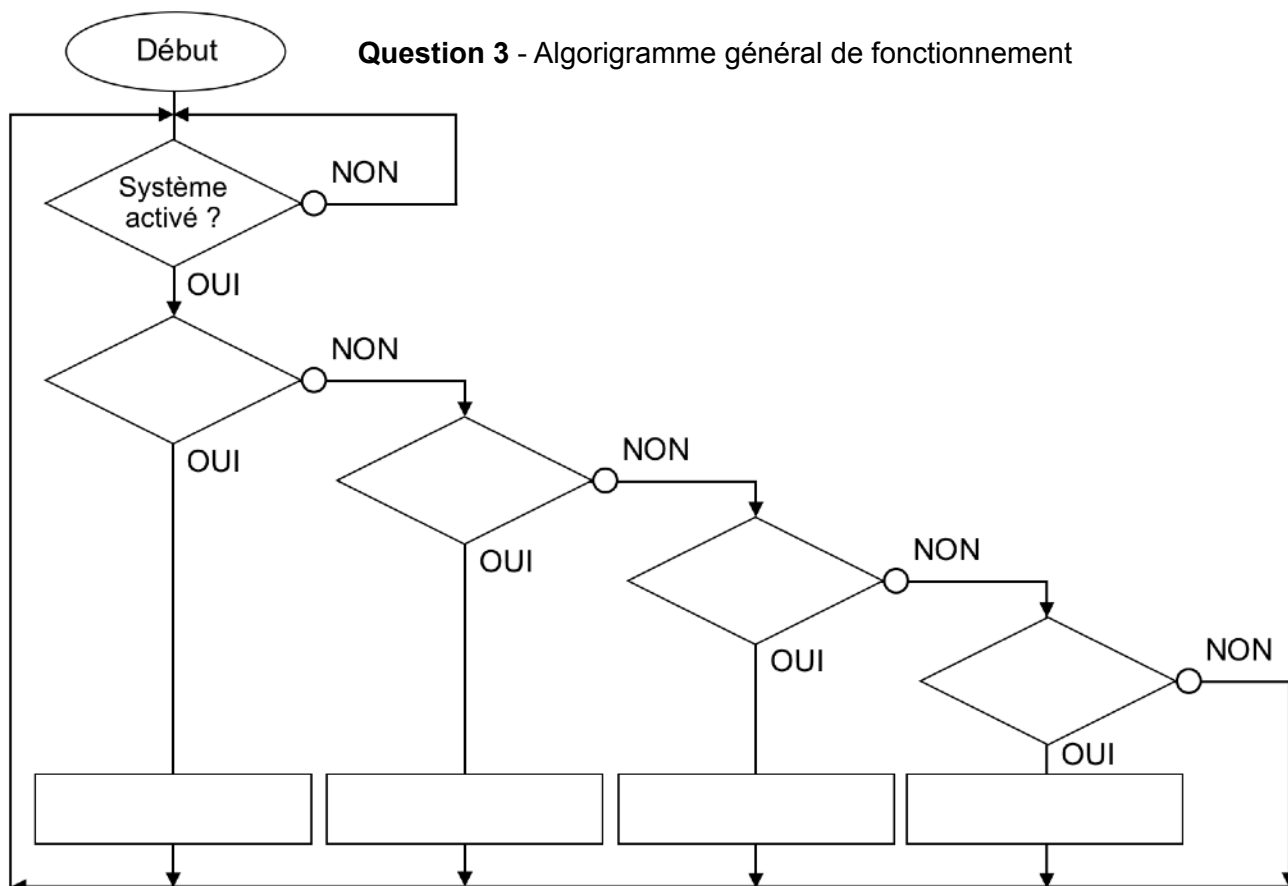 Début
Question 3 - Algorigramme général de fonctionnement
NON
Système
activé ?
OUI
NON
OUI
NON
OUI
NON
OUI
NON
OUI